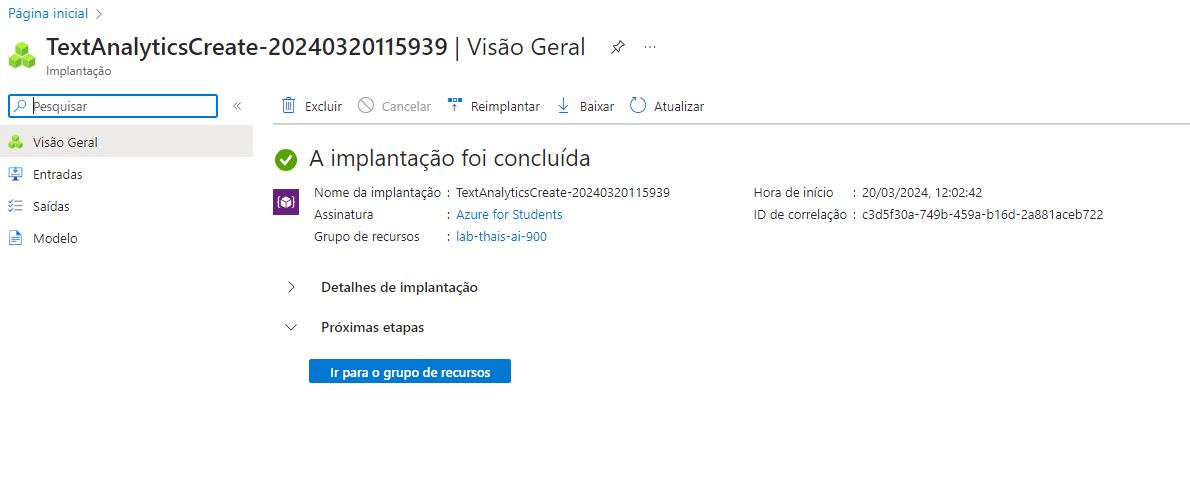 Página inicial >
TextAnalyticsCreate-20240320115939 | Visão Geral ...
Implantação
Pesquisar «
Excluir Cancelar Reimplantar Baixar Atualizar
Visão Geral
Entradas
Saídas
Modelo
A implantação foi concluída
Nome da implantação : TextAnalyticsCreate-20240320115939
Assinatura : Azure for Students
Grupo de recursos : lab-thais-ai-900
Hora de início : 20/03/2024, 12:02:42
ID de correlação : c3d5f30a-749b-459a-b16d-2a881aceb722
Detalhes de implantação
Próximas etapas
Ir para o grupo de recursos